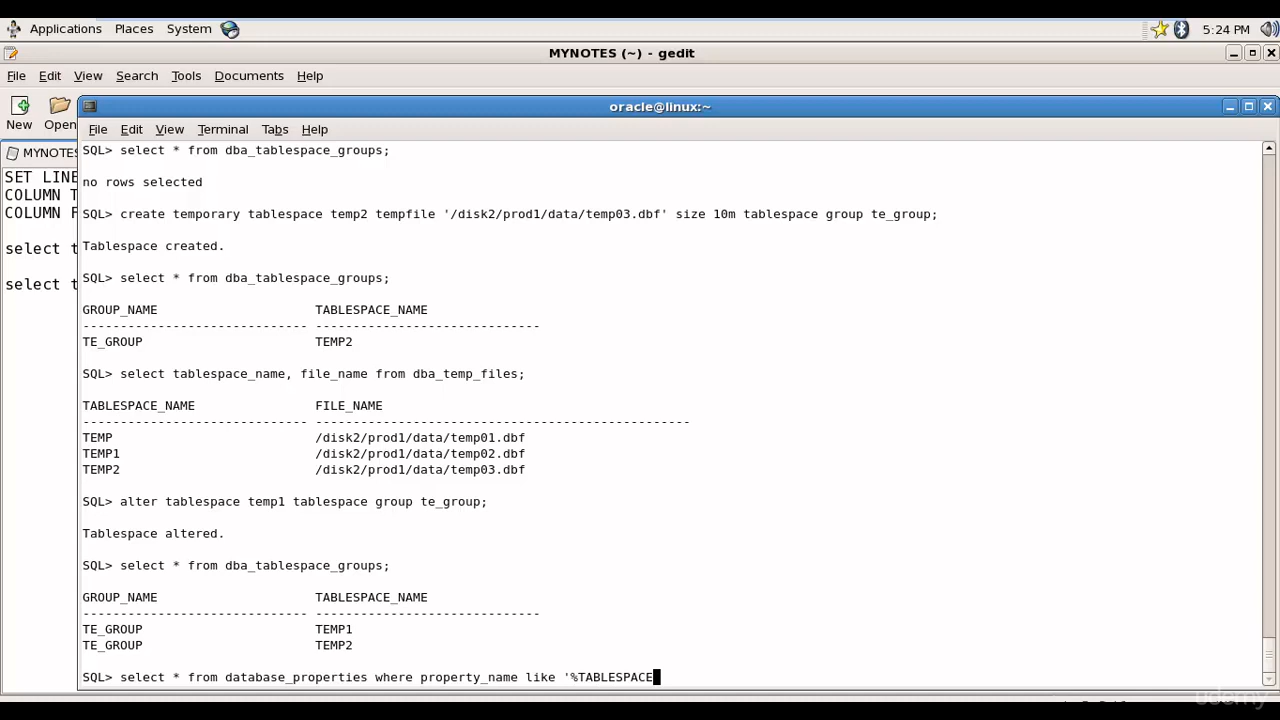 Applications Places System 5:24 PM
MYNOTES (~) - gedit
File Edit View Search Tools Documents Help
New Open
oracle@linux:~
File Edit View Terminal Tabs Help
MYNOTES
SET LINE
COLUMN T
COLUMN F
select t
select t
SQL> select * from dba_tablespace_groups;
no rows selected
SQL> create temporary tablespace temp2 tempfile '/disk2/prod1/data/temp03.dbf' size 10m tablespace group te_group;
Tablespace created.
SQL> select * from dba_tablespace_groups;
GROUP_NAME TABLESPACE_NAME
------------------------------ ------------------------------
TE_GROUP TEMP2
SQL> select tablespace_name, file_name from dba_temp_files;
TABLESPACE_NAME FILE_NAME
------------------------------ --------------------------------------------------
TEMP /disk2/prod1/data/temp01.dbf
TEMP1 /disk2/prod1/data/temp02.dbf
TEMP2 /disk2/prod1/data/temp03.dbf
SQL> alter tablespace temp1 tablespace group te_group;
Tablespace altered.
SQL> select * from dba_tablespace_groups;
GROUP_NAME TABLESPACE_NAME
------------------------------ ------------------------------
TE_GROUP TEMP1
TE_GROUP TEMP2
SQL> select * from database_properties where property_name like '%TABLESPACE
udemy